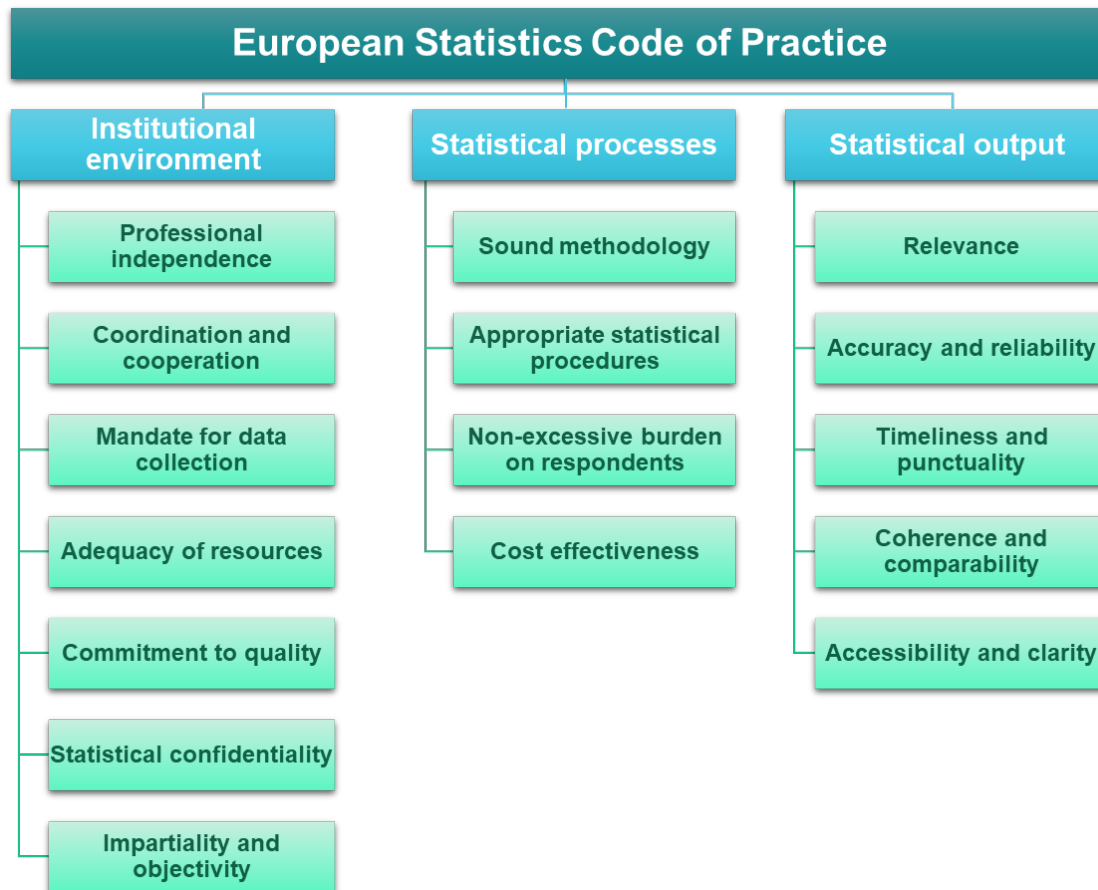 European Statistics Code of Practice
Institutional
environment
Professional
independence
Coordination and
cooperation
Mandate for data
collection
Adequacy of resources
Commitment to quality
Statistical confidentiality
Impartiality and
objectivity
Statistical processes
Sound methodology
Appropriate statistical
procedures
Non-excessive burden
on respondents
Cost effectiveness
Statistical output
Relevance
Accuracy and reliability
Timeliness and
punctuality
Coherence and
comparability
Accessibility and clarity